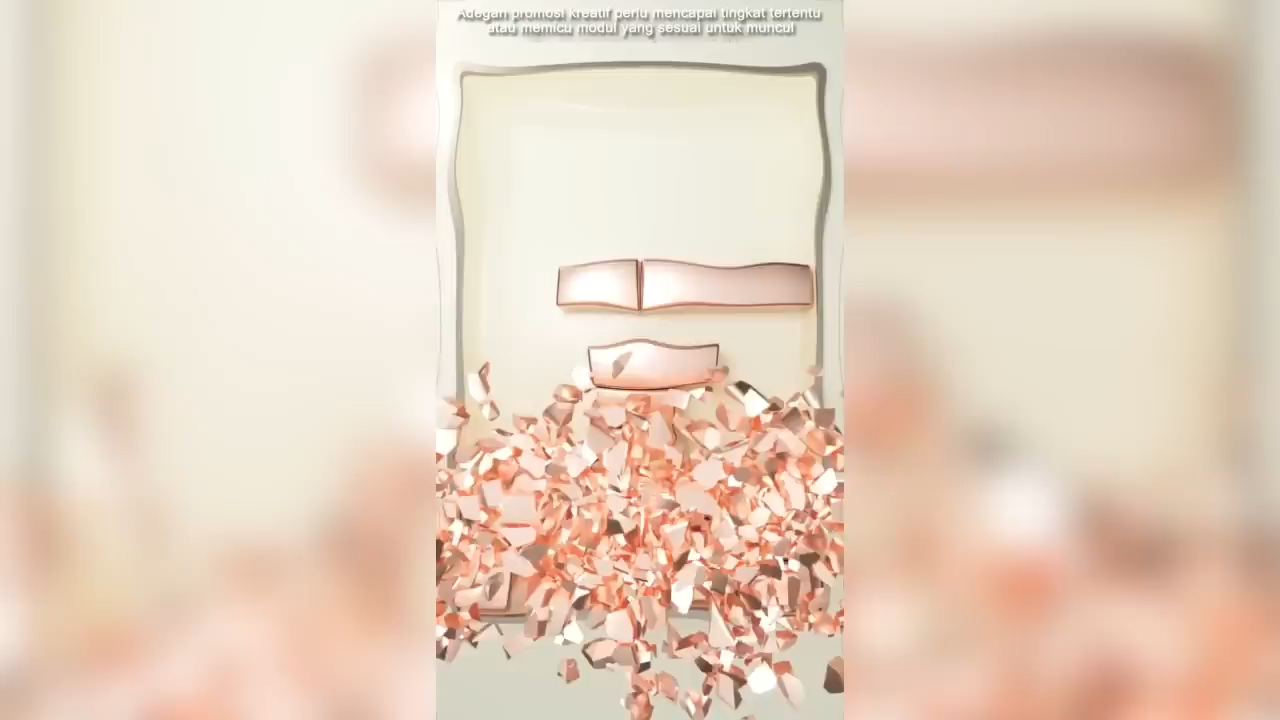 Adegan promosi kreatif perlu mencapai tingkat tertentu
atau memicu modul yang sesuai untuk muncul